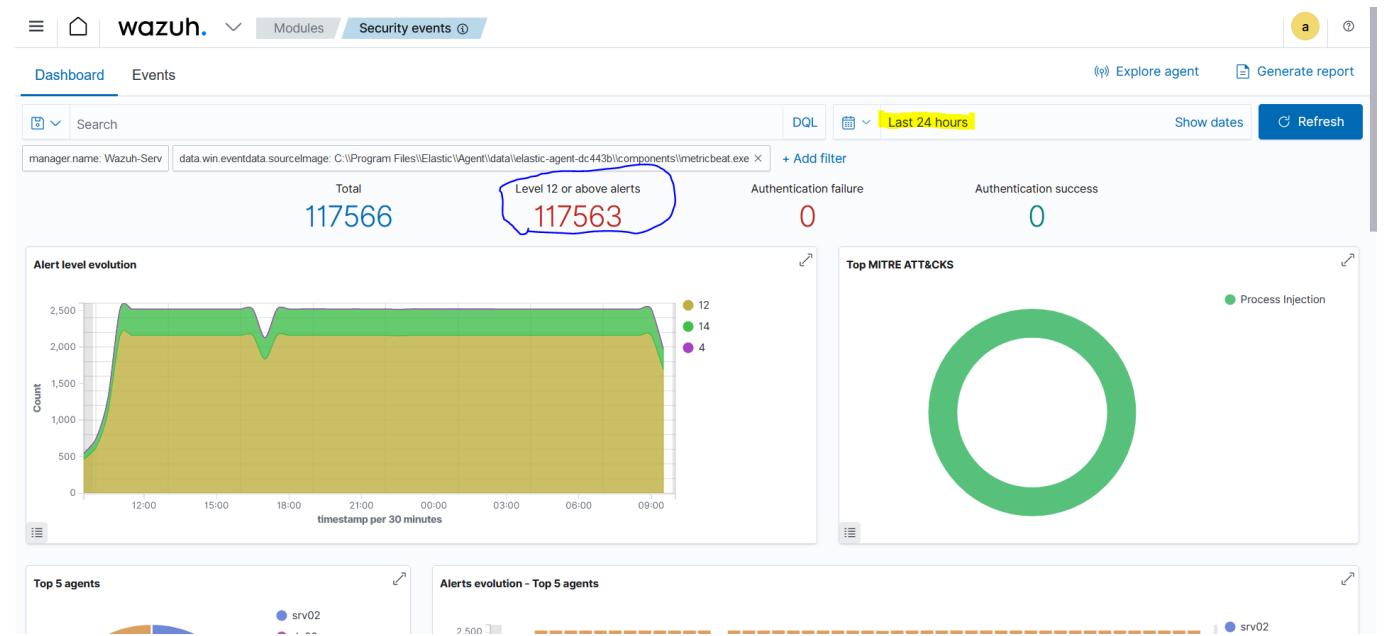 wazuh. Modules Security events a
Dashboard Events Explore agent Generate report
Search DQL Last 24 hours Show dates Refresh
manager.name: Wazuh-Serv data.win.eventdata.sourceImage: C:\\Program Files\\Elastic\\Agent\\data\\elastic-agent-dc443b\\components\\metricbeat.exe × + Add filter
Total Level 12 or above alerts Authentication failure Authentication success
117566 117563 0 0
Alert level evolution
2,500
2,000
1,500
1,000
500
0
Count
12:00 15:00 18:00 21:00 00:00 03:00 06:00 09:00
timestamp per 30 minutes
12
14
4
Top MITRE ATT&CKS
Process Injection
Top 5 agents
srv02
Alerts evolution - Top 5 agents
2,500
srv02